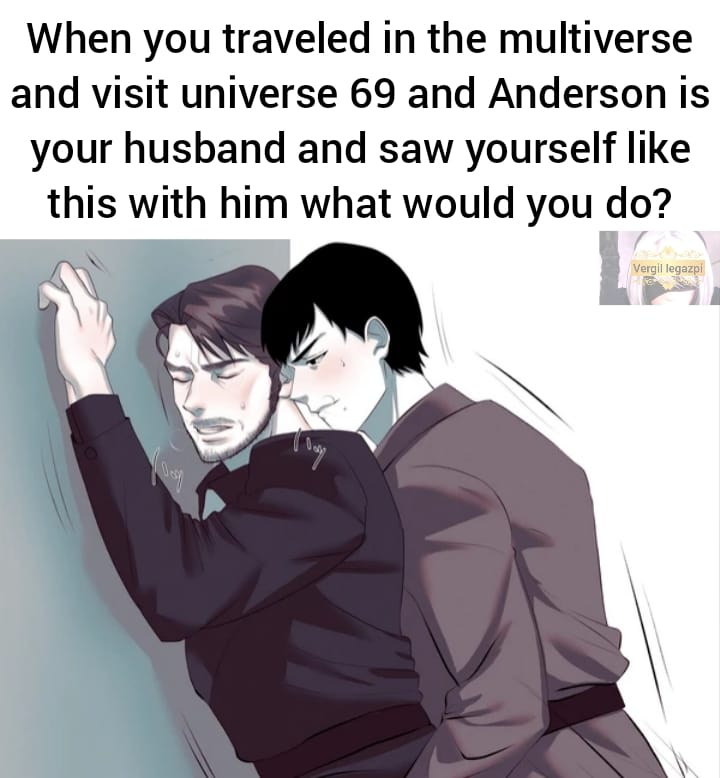 When you traveled in the multiverse
and visit universe 69 and Anderson is
your husband and saw yourself like
this with him what would you do?
Vergil legazpi